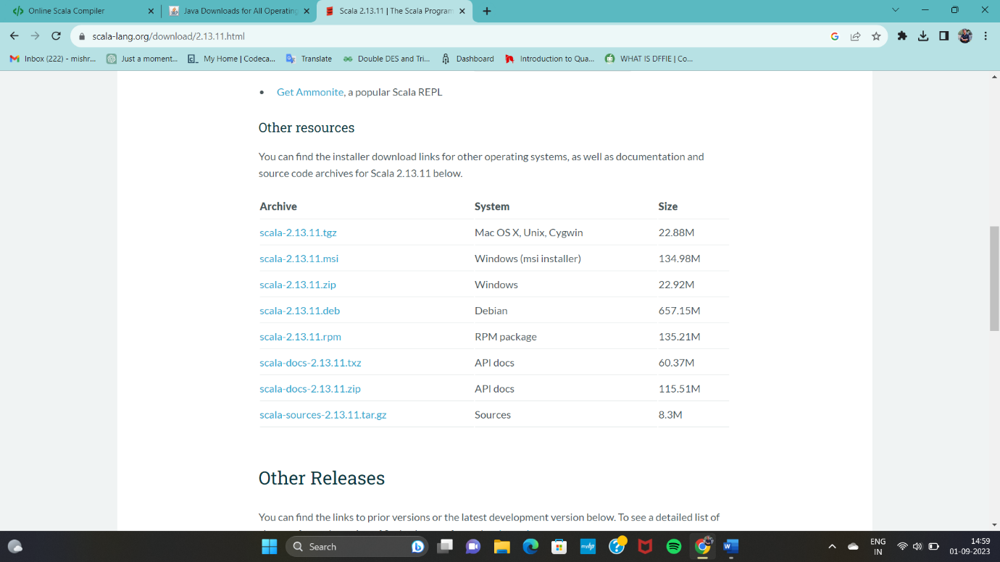 Online Scala Compiler
Java Downloads for All Operating
Scala 2.13.11 | The Scala Program
scala-lang.org/download/2.13.11.html
Inbox (222) - mishr...
Just a moment...
My Home | Codeca...
Translate
Double DES and Tri...
Dashboard
Introduction to Qua...
WHAT IS DFFIE | Co...
• Get Ammonite, a popular Scala REPL
Other resources
You can find the installer download links for other operating systems, as well as documentation and
source code archives for Scala 2.13.11 below.
Archive System Size
scala-2.13.11.tgz Mac OS X, Unix, Cygwin 22.88M
scala-2.13.11.msi Windows (msi installer) 134.98M
scala-2.13.11.zip Windows 22.92M
scala-2.13.11.deb Debian 657.15M
scala-2.13.11.rpm RPM package 135.21M
scala-docs-2.13.11.txz API docs 60.37M
scala-docs-2.13.11.zip API docs 115.51M
scala-sources-2.13.11.tar.gz Sources 8.3M
Other Releases
You can find the links to prior versions or the latest development version below. To see a detailed list of
Search
myhp
W
ENG
IN
14:59
01-09-2023